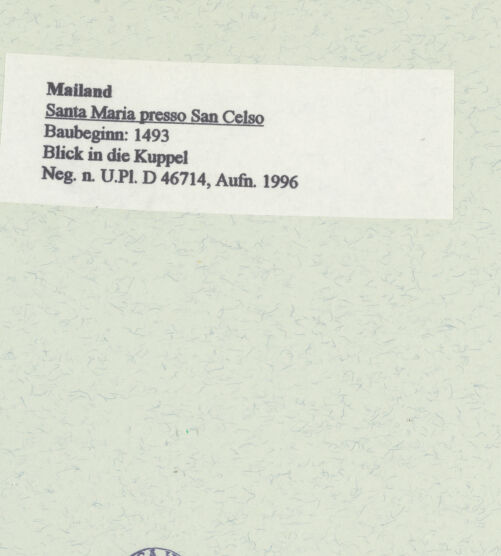 Mailand
Santa Maria presso San Celso
Baubeginn: 1493
Blick in die Kuppel
Neg. n. U.Pl. D 46714, Aufn. 1996